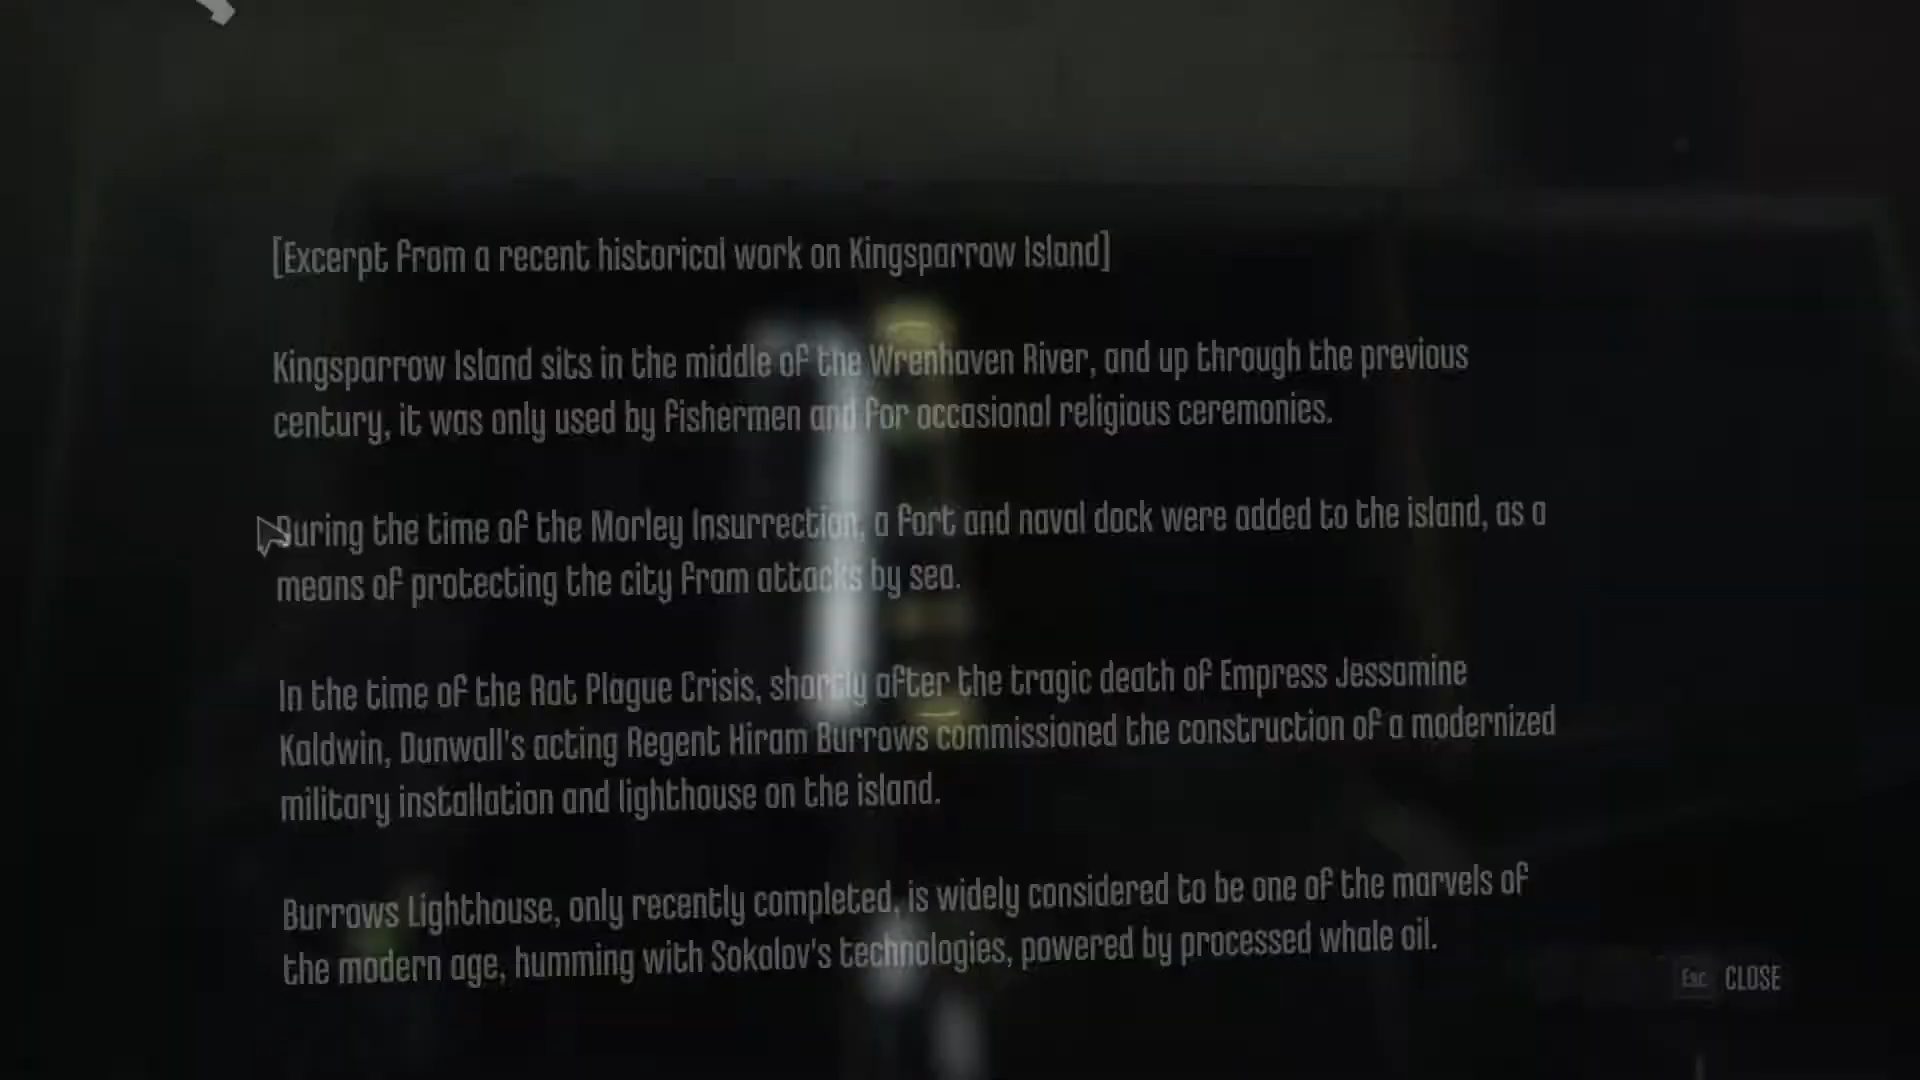 [Excerpt from a recent historical work on Kingsparrow Island]
Kingsparrow Island sits in the middle of the Wrenhaven River, and up through the previous
century, it was only used by fishermen and for occasional religious ceremonies.
During the time of the Morley Insurrection, a fort and naval dock were added to the island, as a
means of protecting the city from attacks by sea.
In the time of the Rat Plague Crisis, shortly after the tragic death of Empress Jessamine
Kaldwin, Dunwall's acting Regent Hiram Burrows commissioned the construction of a modernized
military installation and lighthouse on the island.
Burrows Lighthouse, only recently completed, is widely considered to be one of the marvels of
the modern age, humming with Sokolov's technologies, powered by processed whale oil.
Esc CLOSE